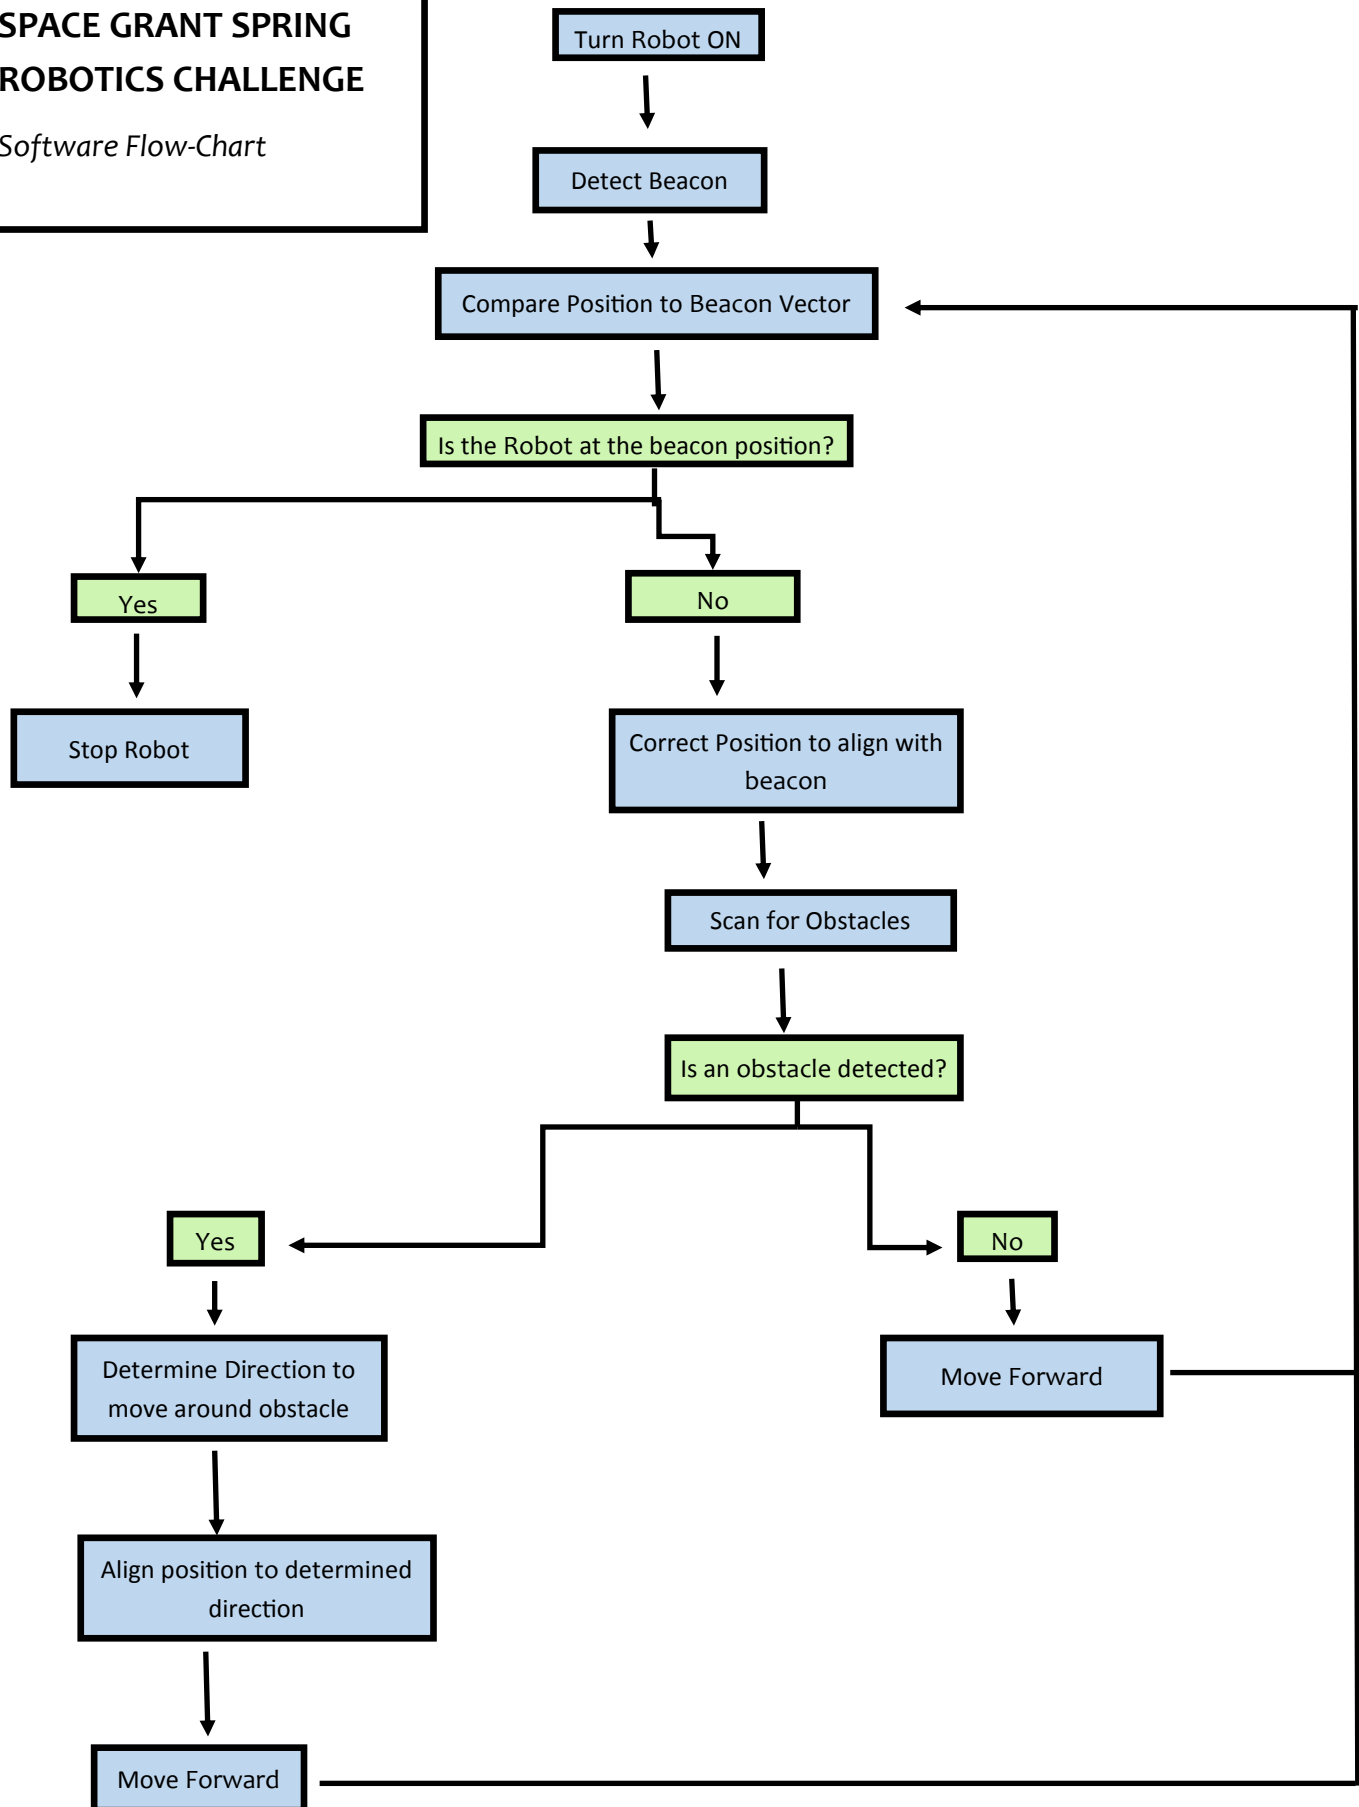 SPACE GRANT SPRING
ROBOTICS CHALLENGE
Software Flow-Chart
Turn Robot ON
Detect Beacon
Compare Position to Beacon Vector
Is the Robot at the beacon position?
Yes
No
Stop Robot
Correct Position to align with
beacon
Scan for Obstacles
Is an obstacle detected?
Yes
No
Determine Direction to
move around obstacle
Move Forward
Align position to determined
direction
Move Forward